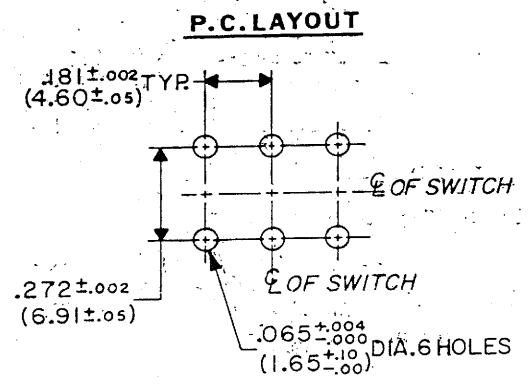 P.C.LAYOUT
.181±.002 TYP.
(4.60±.05)
℄ OF SWITCH
.272±.002
(6.91±.05)
℄ OF SWITCH
.065+.004 -.000 DIA. 6 HOLES
(1.65+.10 -.00)